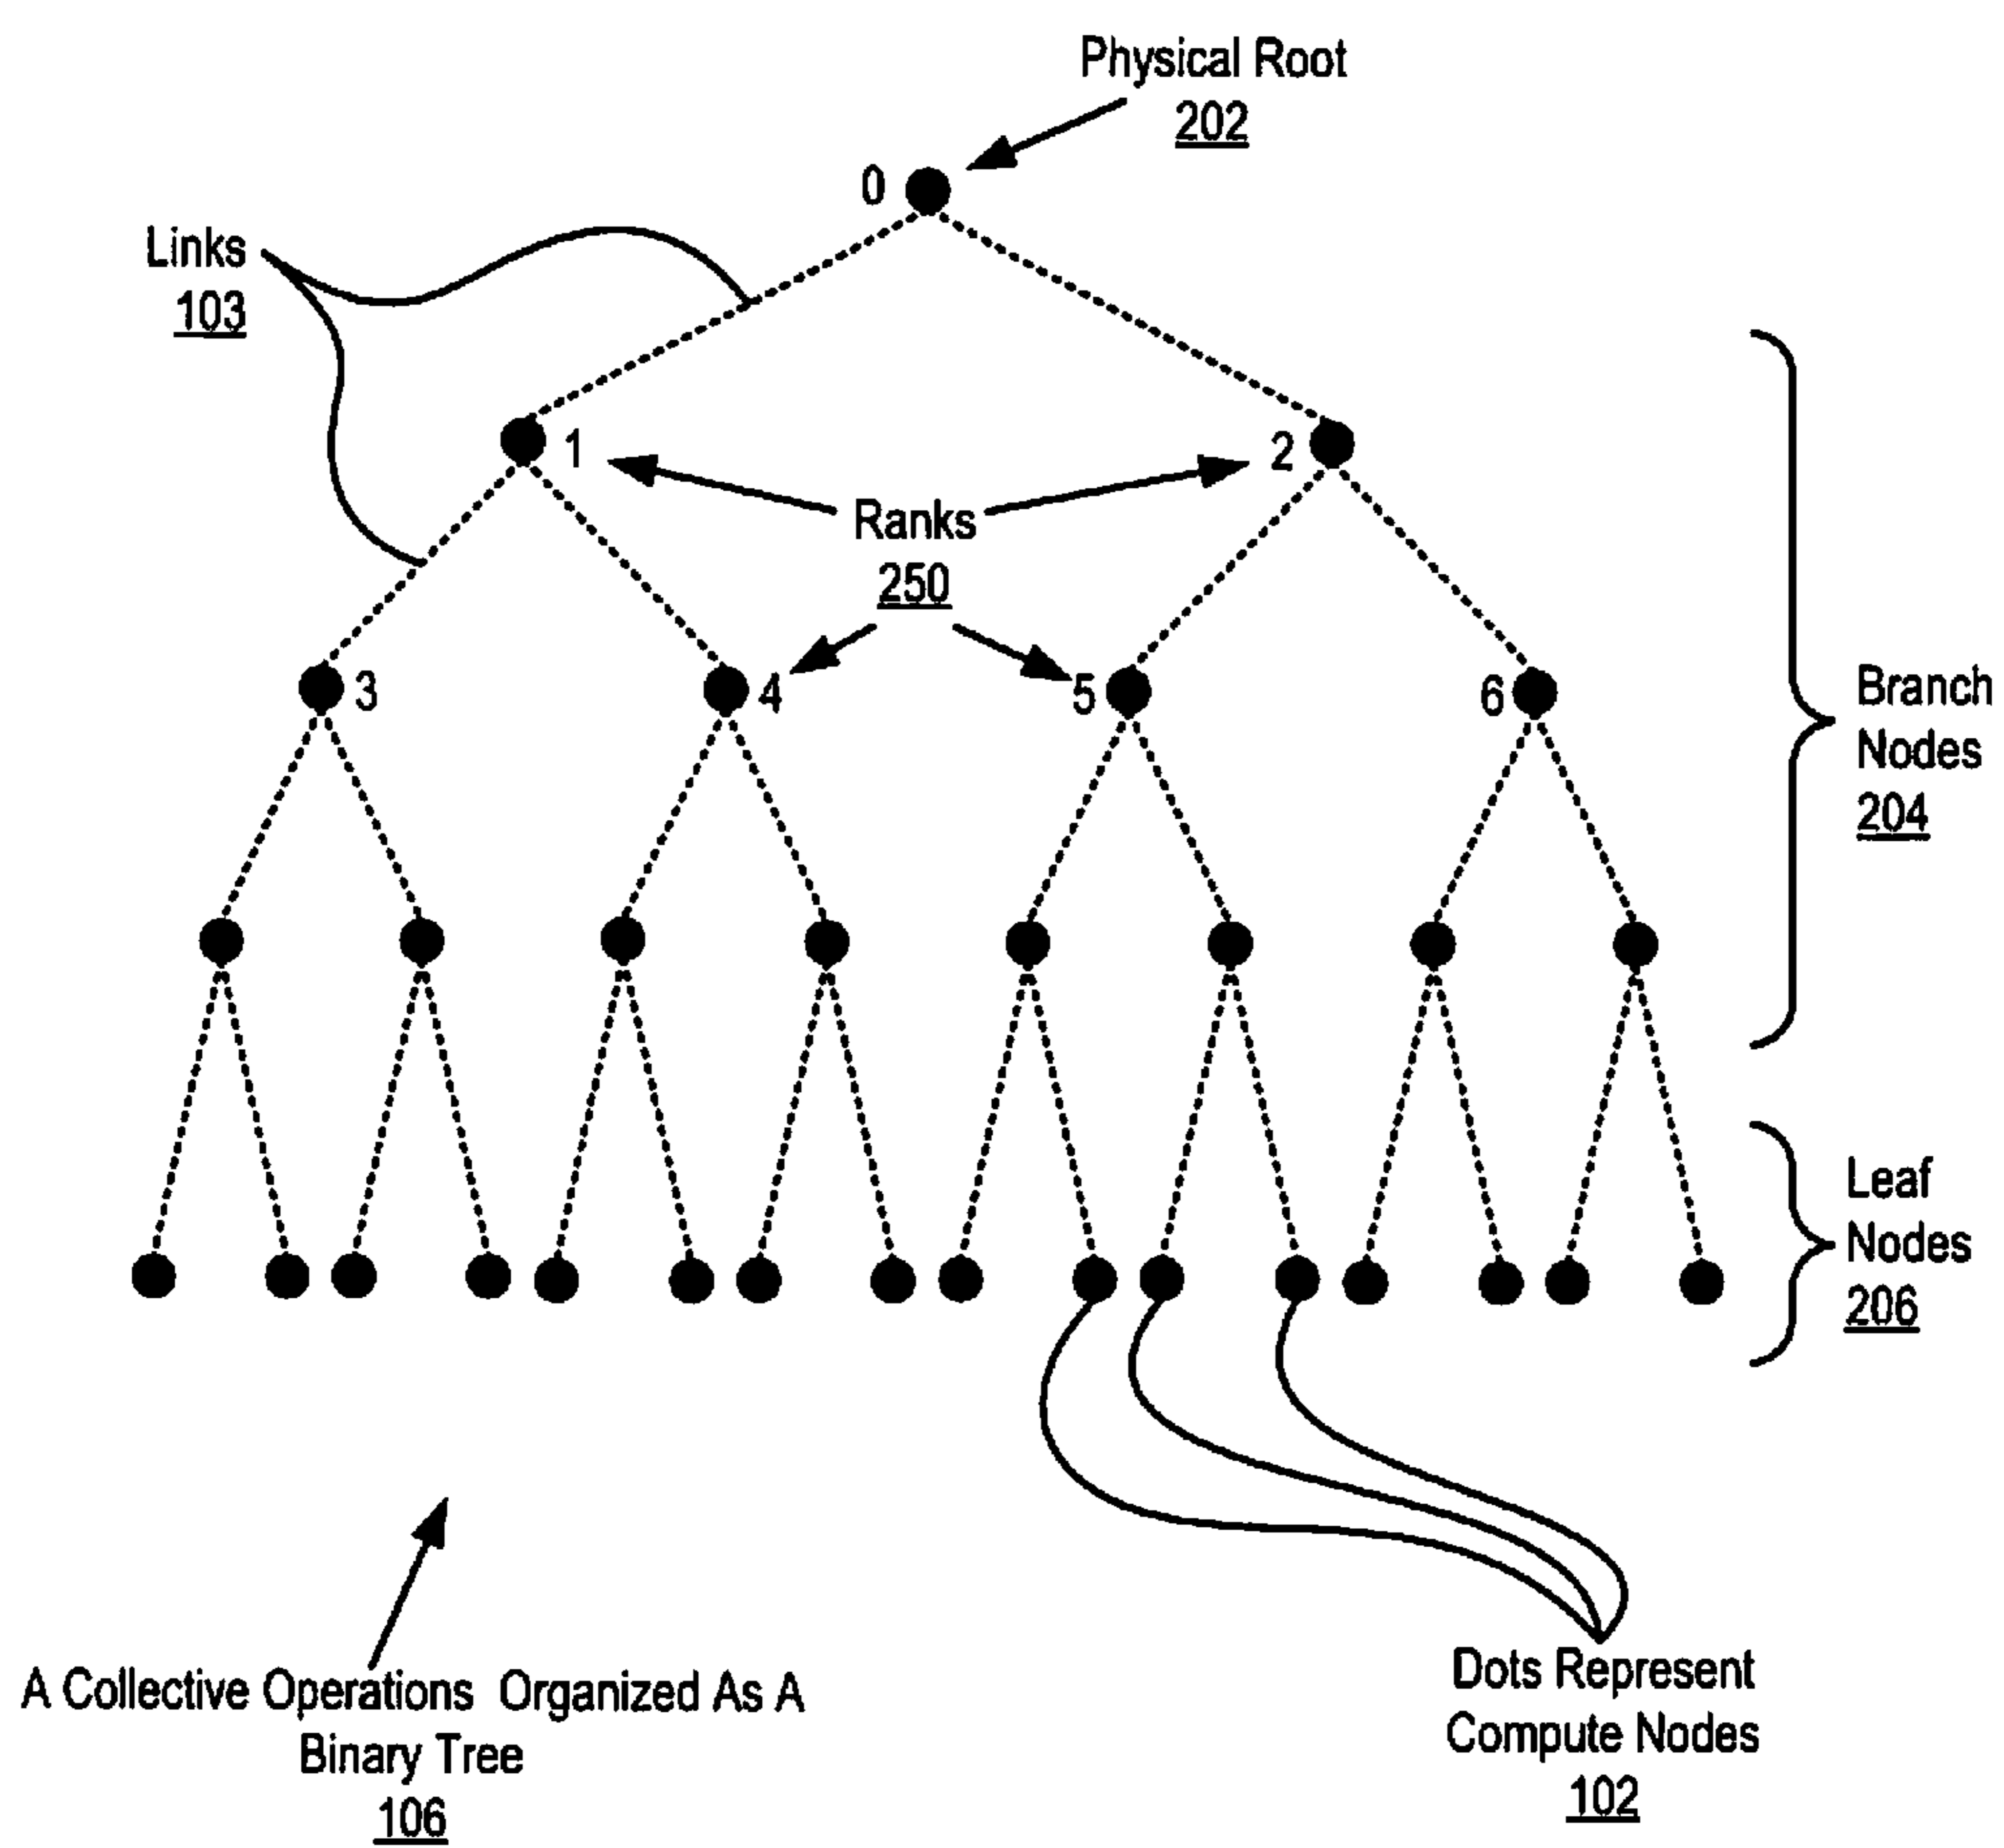 Physical Root
202
0
Links
103
1
2
Ranks
250
3
4
5
6
Branch
Nodes
204
Leaf
Nodes
206
A Collective Operations Organized As A
Binary Tree
106
Dots Represent
Compute Nodes
102